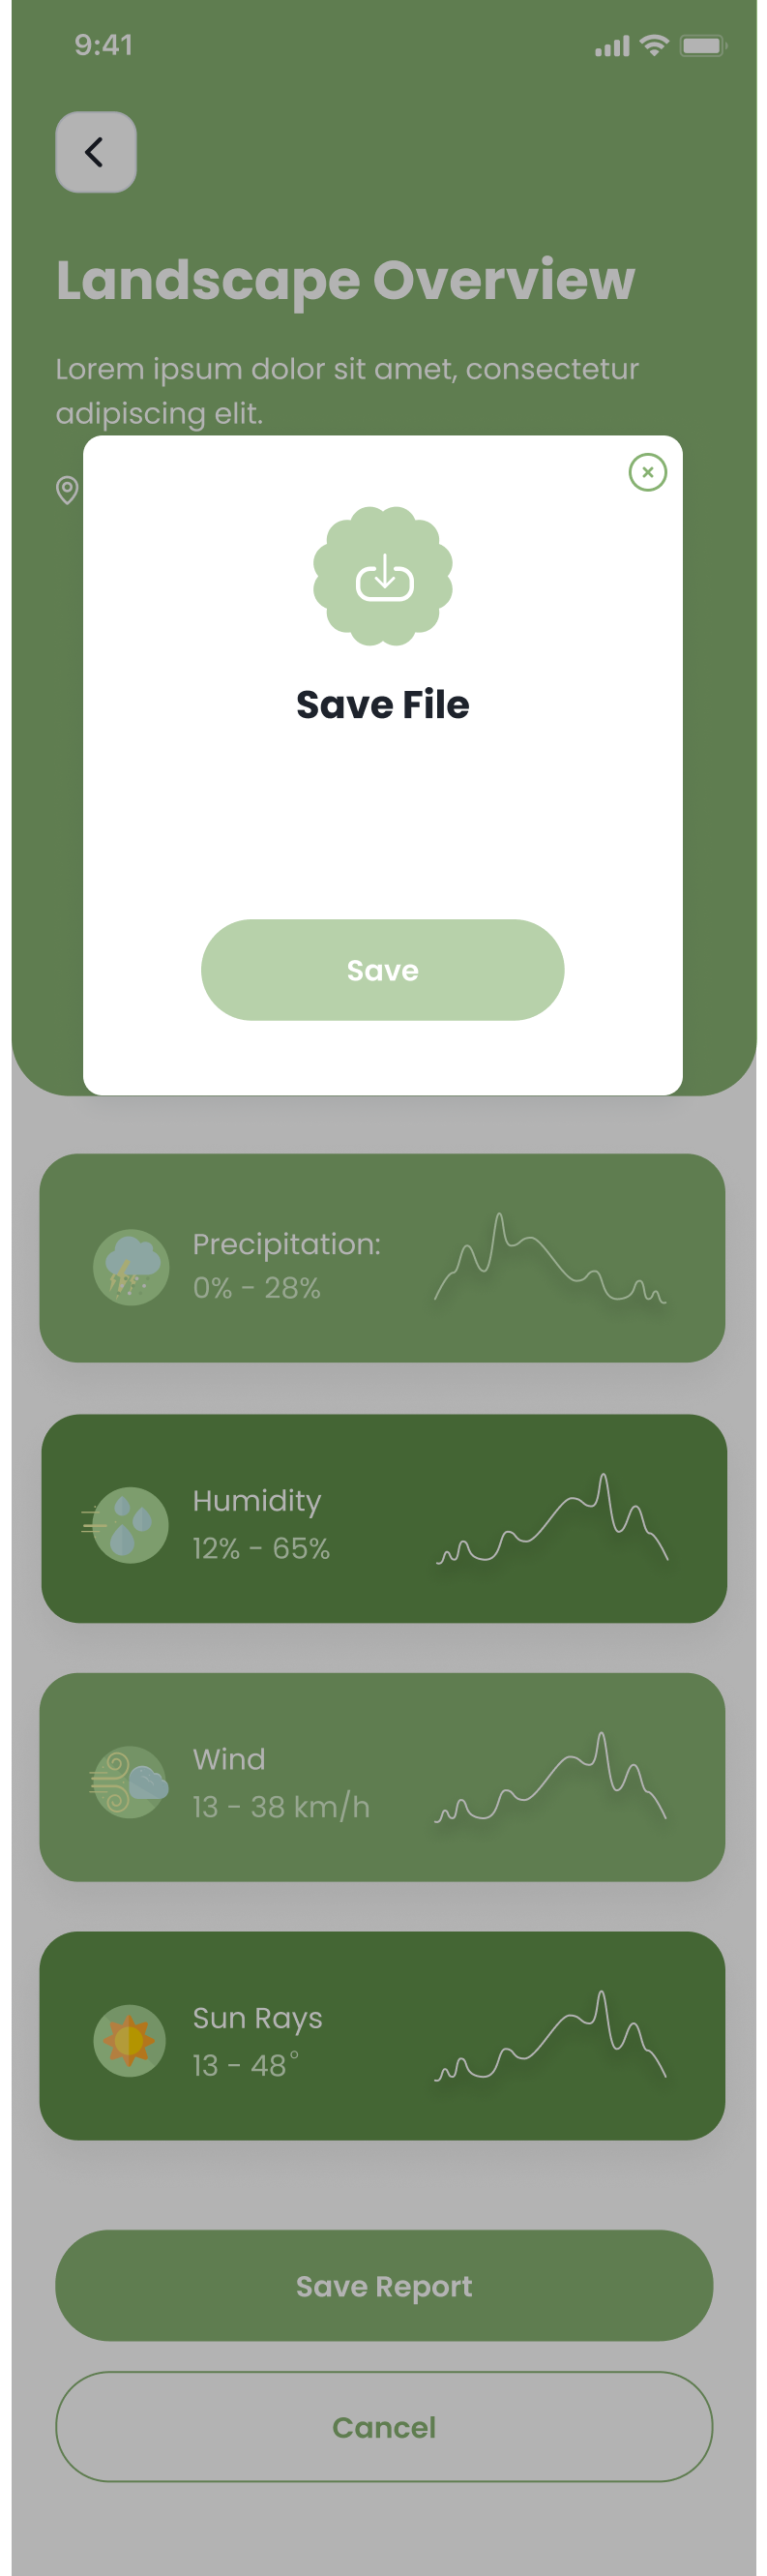 9:41
Landscape Overview
Lorem ipsum dolor sit amet, consectetur
adipiscing elit.
Save File
Save
Precipitation:
0% - 28%
Humidity
12% - 65%
Wind
13 - 38 km/h
Sun Rays
13 - 48°
Save Report
Cancel